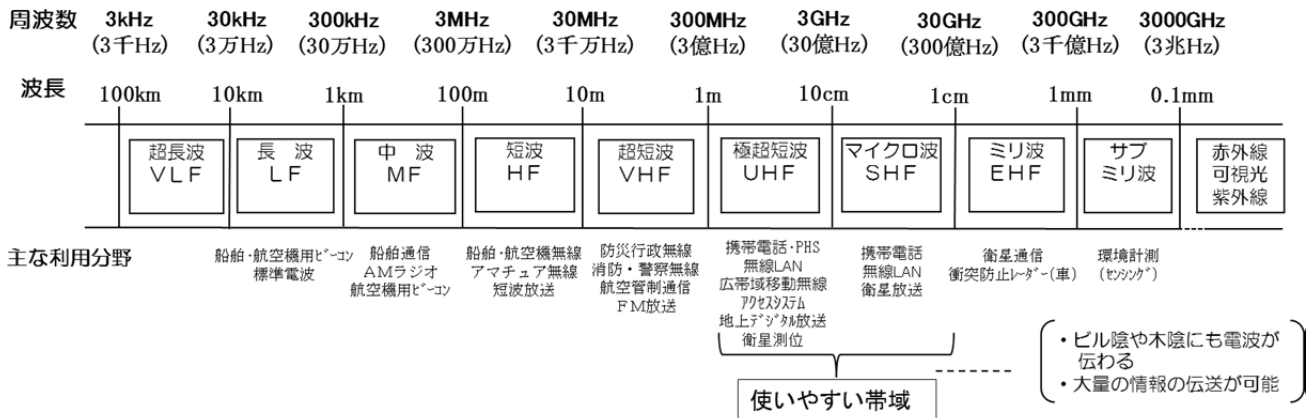 周波数 3kHz 30kHz 300kHz 3MHz 30MHz 300MHz 3GHz 30GHz 300GHz 3000GHz
(3千Hz) (3万Hz) (30万Hz) (300万Hz) (3千万Hz) (3億Hz) (30億Hz) (300億Hz) (3千億Hz) (3兆Hz)
波長 100km 10km 1km 100m 10m 1m 10cm 1cm 1mm 0.1mm
超長波
VLF
長 波
LF
中 波
MF
短波
HF
超短波
VHF
極超短波
UHF
マイクロ波
SHF
ミリ波
EHF
サブ
ミリ波
赤外線
可視光
紫外線
主な利用分野
船舶・航空機用ﾋﾞｰｺﾝ
標準電波
船舶通信
AMラジオ
航空機用ﾋﾞｰｺﾝ
船舶・航空機無線
アマチュア無線
短波放送
防災行政無線
消防・警察無線
航空管制通信
FM放送
携帯電話・PHS
無線LAN
広帯域移動無線
ｱｸｾｽｼｽﾃﾑ
地上ﾃﾞｼﾞﾀﾙ放送
衛星測位
携帯電話
無線LAN
衛星放送
衛星通信
衝突防止ﾚｰﾀﾞｰ(車)
環境計測
(ｾﾝｼﾝｸﾞ)
使いやすい帯域
・ビル陰や木陰にも電波が
伝わる
・大量の情報の伝送が可能